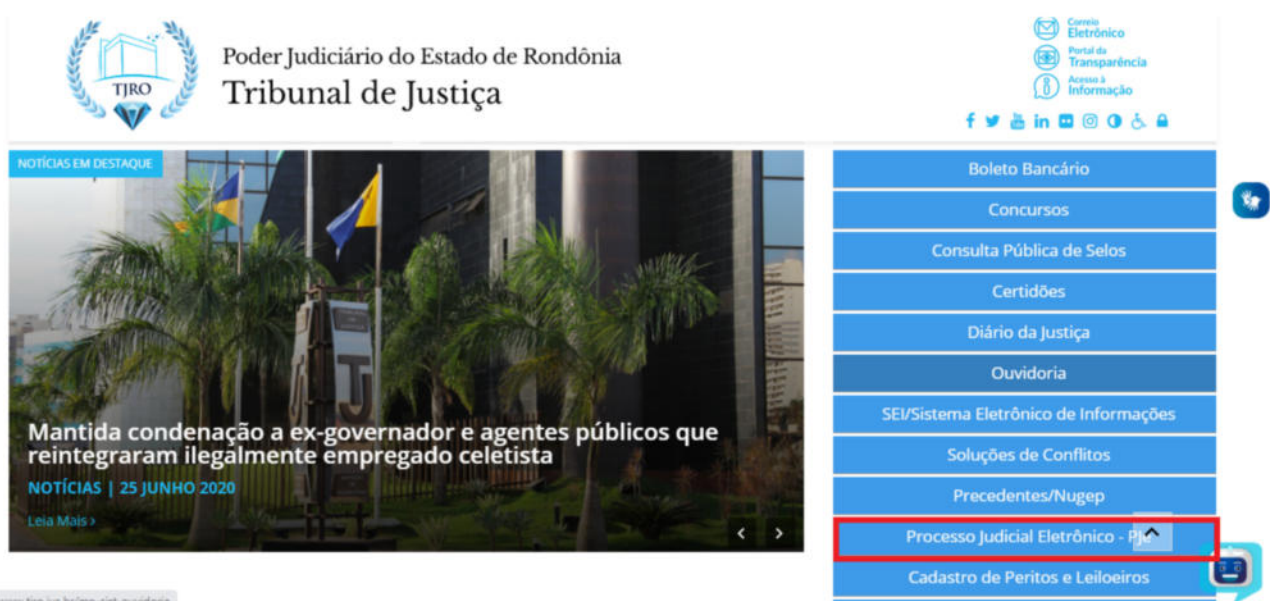 TJRO
Poder Judiciário do Estado de Rondônia
Tribunal de Justiça
Correio
Eletrônico
Portal da
Transparência
Acesso à
Informação
NOTÍCIAS EM DESTAQUE
Mantida condenação a ex-governador e agentes públicos que
reintegraram ilegalmente empregado celetista
NOTÍCIAS | 25 JUNHO 2020
Leia Mais ›
Boleto Bancário
Concursos
Consulta Pública de Selos
Certidões
Diário da Justiça
Ouvidoria
SEI/Sistema Eletrônico de Informações
Soluções de Conflitos
Precedentes/Nugep
Processo Judicial Eletrônico - PJe
Cadastro de Peritos e Leiloeiros